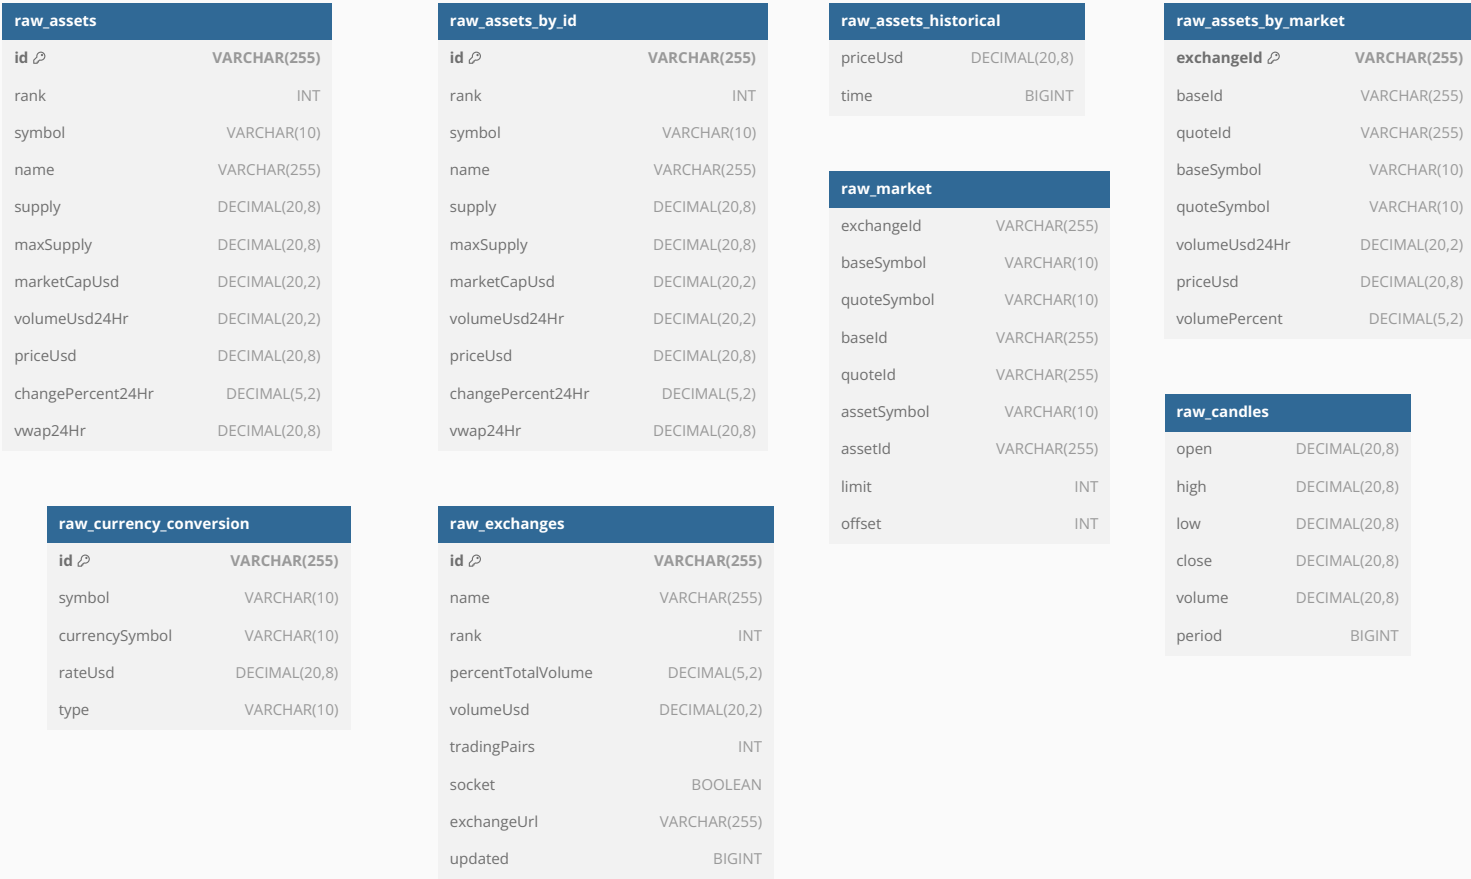 raw_assets
id VARCHAR(255)
rank INT
symbol VARCHAR(10)
name VARCHAR(255)
supply DECIMAL(20,8)
maxSupply DECIMAL(20,8)
marketCapUsd DECIMAL(20,2)
volumeUsd24Hr DECIMAL(20,2)
priceUsd DECIMAL(20,8)
changePercent24Hr DECIMAL(5,2)
vwap24Hr DECIMAL(20,8)
raw_assets_by_id
id VARCHAR(255)
rank INT
symbol VARCHAR(10)
name VARCHAR(255)
supply DECIMAL(20,8)
maxSupply DECIMAL(20,8)
marketCapUsd DECIMAL(20,2)
volumeUsd24Hr DECIMAL(20,2)
priceUsd DECIMAL(20,8)
changePercent24Hr DECIMAL(5,2)
vwap24Hr DECIMAL(20,8)
raw_assets_historical
priceUsd DECIMAL(20,8)
time BIGINT
raw_market
exchangeId VARCHAR(255)
baseSymbol VARCHAR(10)
quoteSymbol VARCHAR(10)
baseId VARCHAR(255)
quoteId VARCHAR(255)
assetSymbol VARCHAR(10)
assetId VARCHAR(255)
limit INT
offset INT
raw_assets_by_market
exchangeId VARCHAR(255)
baseId VARCHAR(255)
quoteId VARCHAR(255)
baseSymbol VARCHAR(10)
quoteSymbol VARCHAR(10)
volumeUsd24Hr DECIMAL(20,2)
priceUsd DECIMAL(20,8)
volumePercent DECIMAL(5,2)
raw_candles
open DECIMAL(20,8)
high DECIMAL(20,8)
low DECIMAL(20,8)
close DECIMAL(20,8)
volume DECIMAL(20,8)
period BIGINT
raw_currency_conversion
id VARCHAR(255)
symbol VARCHAR(10)
currencySymbol VARCHAR(10)
rateUsd DECIMAL(20,8)
type VARCHAR(10)
raw_exchanges
id VARCHAR(255)
name VARCHAR(255)
rank INT
percentTotalVolume DECIMAL(5,2)
volumeUsd DECIMAL(20,2)
tradingPairs INT
socket BOOLEAN
exchangeUrl VARCHAR(255)
updated BIGINT